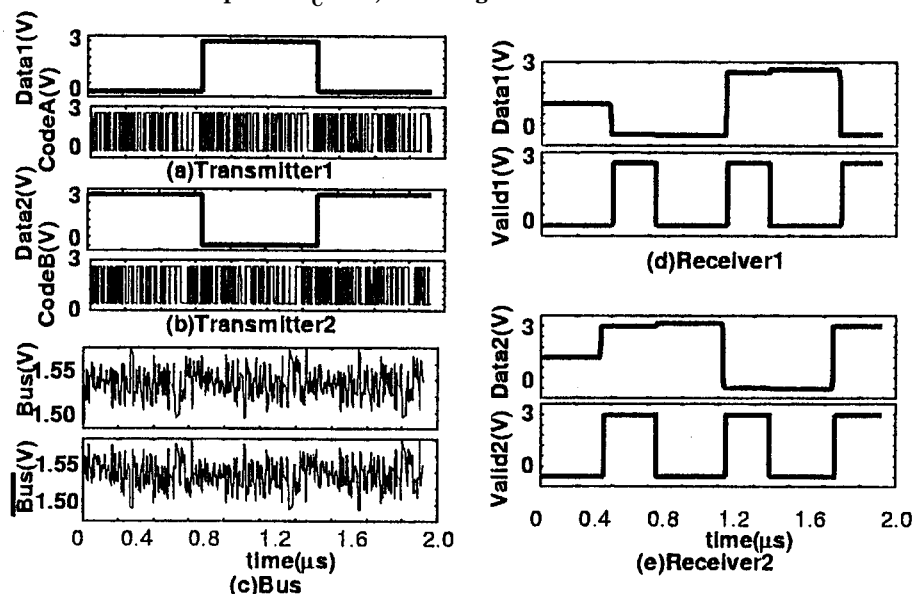 Data1(V)
3
0
CodeA(V)
3
0
(a)Transmitter1
Data2(V)
3
0
CodeB(V)
3
0
(b)Transmitter2
Bus(V)
1.55
1.50
Bus(V)
1.55
1.50
0 0.4 0.8 1.2 1.6 2.0
time(μs)
(c)Bus
Data1(V)
3
0
Valid1(V)
3
0
(d)Receiver1
Data2(V)
3
0
Valid2(V)
3
0
0 0.4 0.8 1.2 1.6 2.0
time(μs)
(e)Receiver2